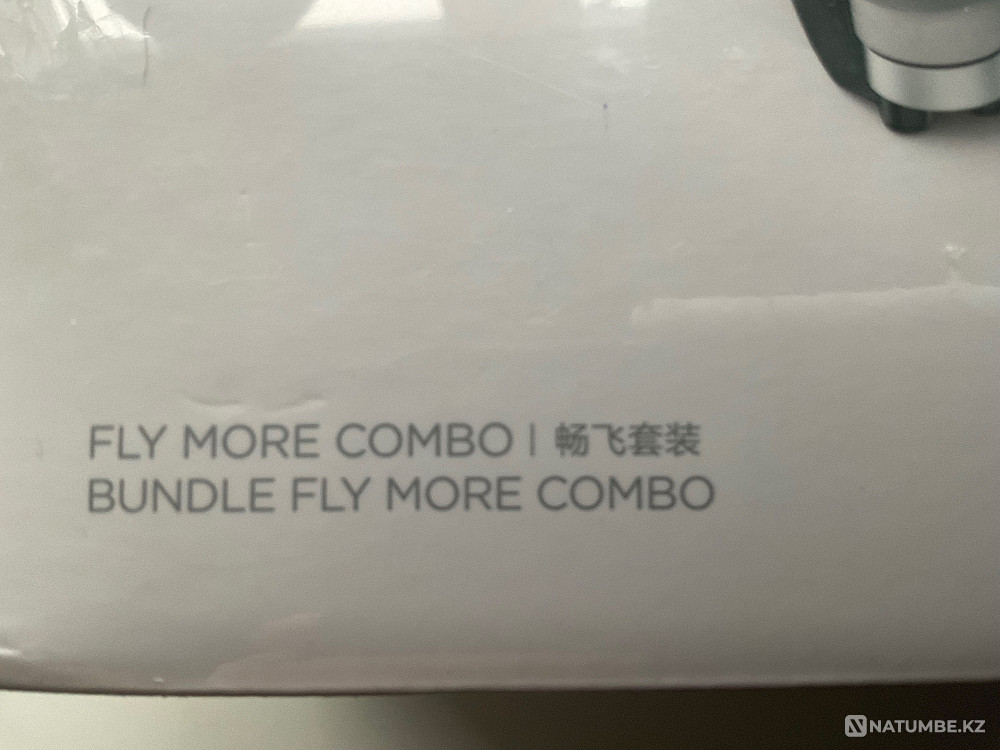 FLY MORE COMBO | 畅飞套装
BUNDLE FLY MORE COMBO
NATUMBE.KZ